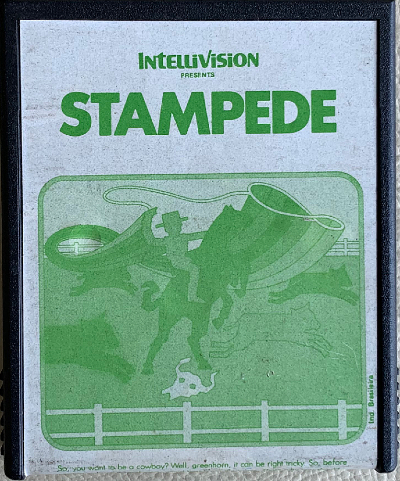 INTELLIVISION
PRESENTS
STAMPEDE
Ind. Brasileira
So, you want to be a cowboy? Well, greenhorn, it can be right tricky. So, before